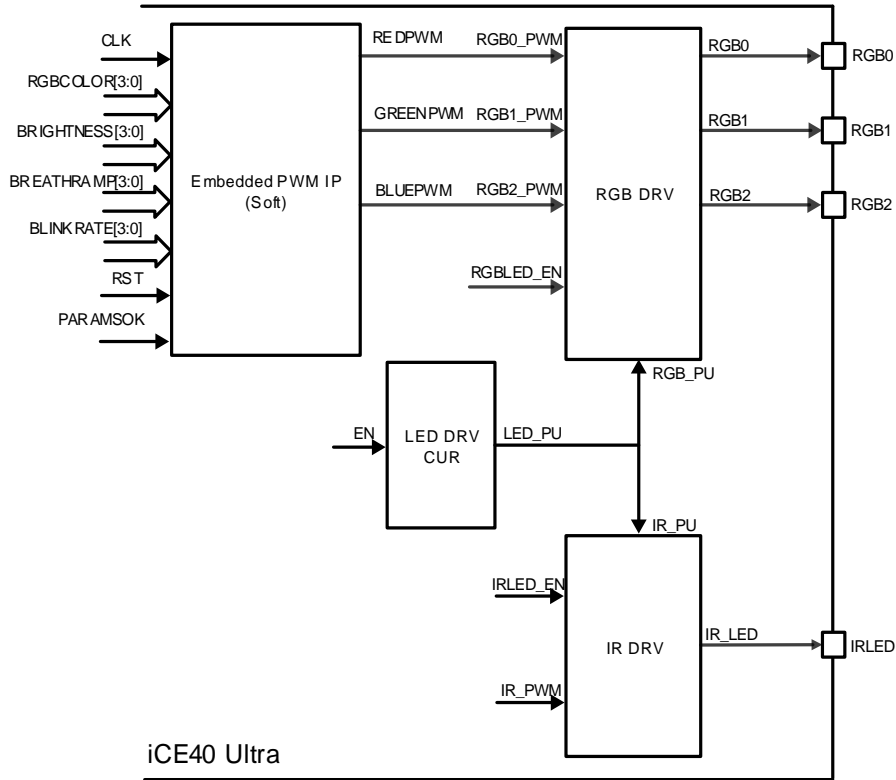 CLK
REDPWM
RGB0_PWM
RGB0
RGB0
RGBCOLOR[3:0]
GREENPWM
RGB1_PWM
RGB1
RGB1
BRIGHTNESS[3:0]
BREATHRAMP[3:0]
Embedded PWM IP
(Soft)
BLUEPWM
RGB2_PWM
RGB DRV
RGB2
RGB2
BLINKRATE[3:0]
RST
RGBLED_EN
PARAMSOK
RGB_PU
EN
LED DRV
CUR
LED_PU
IR_PU
IRLED_EN
IR DRV
IR_LED
IRLED
IR_PWM
iCE40 Ultra